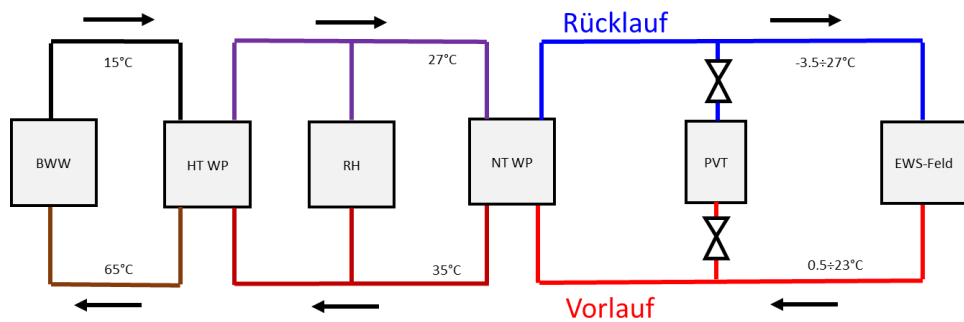 Rücklauf
15°C
27°C
-3.5÷27°C
BWW
HT WP
RH
NT WP
PVT
EWS-Feld
65°C
35°C
0.5÷23°C
Vorlauf